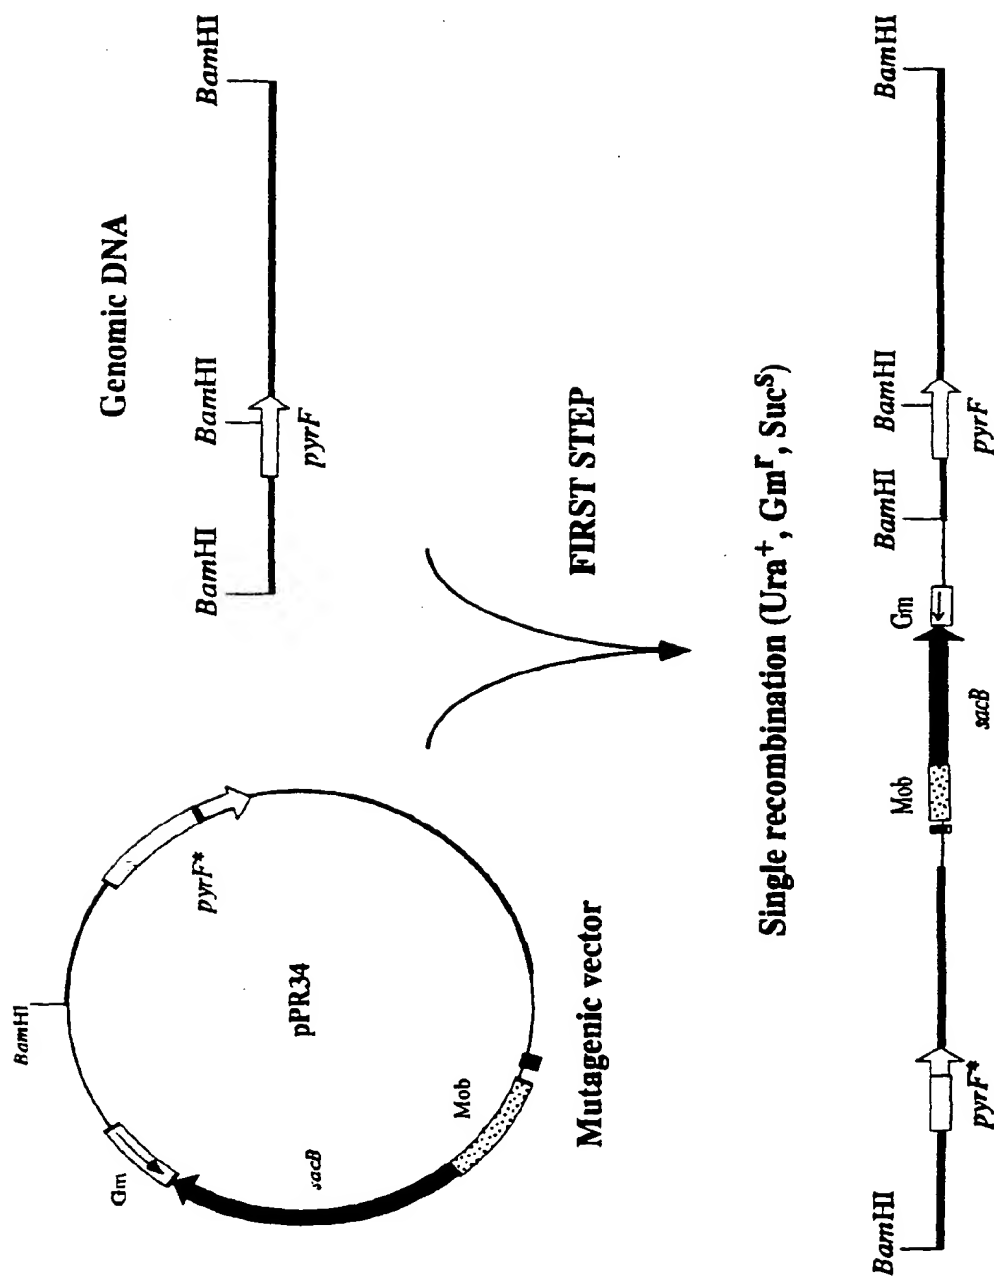 BamHI
Gm
pyrF*
pPR34
sacB
Mob
Mutagenic vector
Genomic DNA
BamHI
BamHI
BamHI
pyrF
FIRST STEP
Single recombination (Ura+, Gmr, Sucs)
BamHI
Mob
Gm
BamHI
BamHI
BamHI
pyrF*
sacB
pyrF